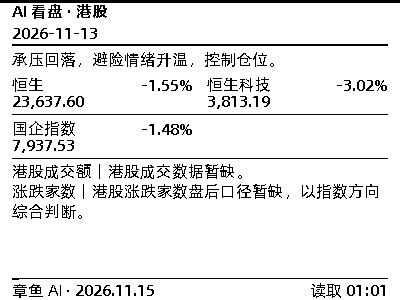 AI 看盘 · 港股
2026-11-13
承压回落，避险情绪升温，控制仓位。
恒生 -1.55% 恒生科技 -3.02%
23,637.60 3,813.19
国企指数 -1.48%
7,937.53
港股成交额｜港股成交数据暂缺。
涨跌家数｜港股涨跌家数盘后口径暂缺，以指数方向
综合判断。
章鱼 AI · 2026.11.15 读取 01:01